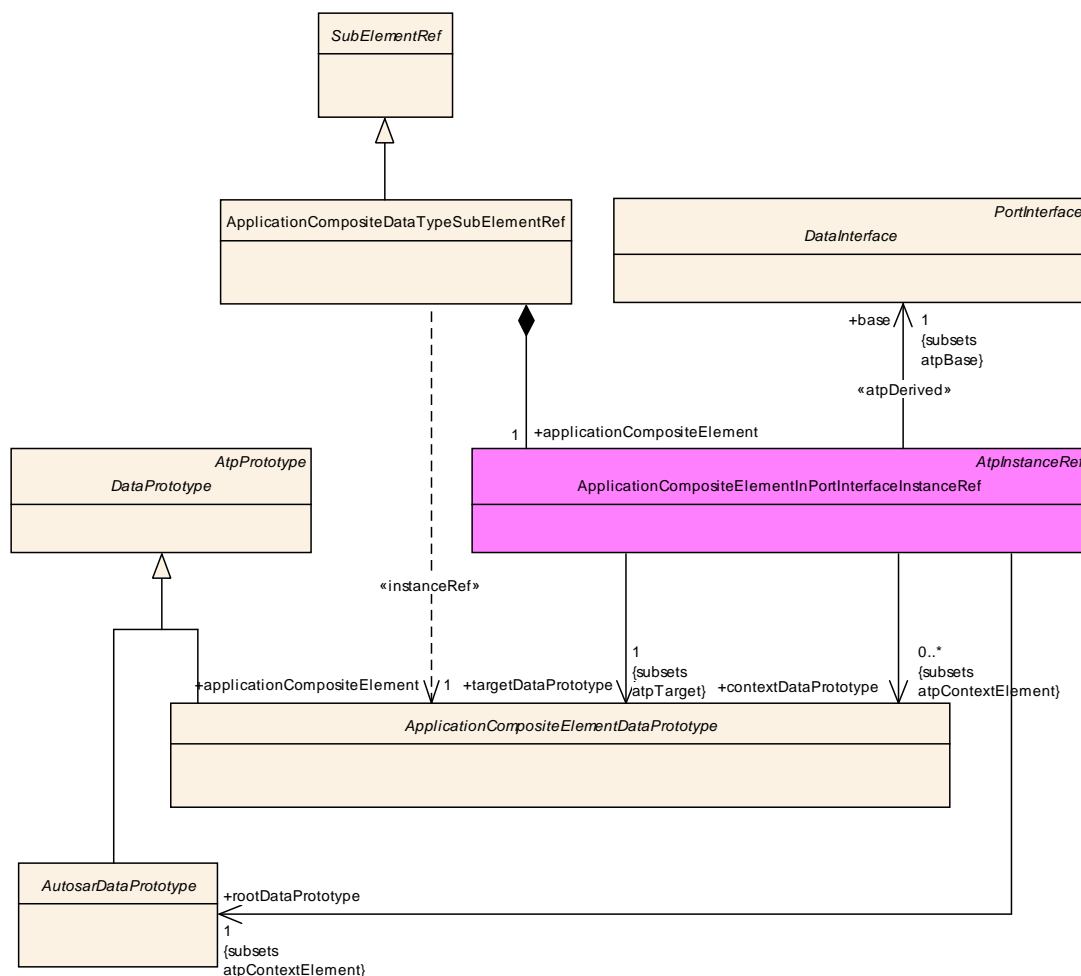 SubElementRef
ApplicationCompositeDataTypeSubElementRef
PortInterface
DataInterface
+base
1
{subsets
atpBase}
«atpDerived»
1
+applicationCompositeElement
AtpPrototype
DataPrototype
AtpInstanceRef
ApplicationCompositeElementInPortInterfaceInstanceRef
«instanceRef»
+applicationCompositeElement
1
+targetDataPrototype
1
{subsets
atpTarget}
+contextDataPrototype
0..*
{subsets
atpContextElement}
ApplicationCompositeElementDataPrototype
AutosarDataPrototype
+rootDataPrototype
1
{subsets
atpContextElement}